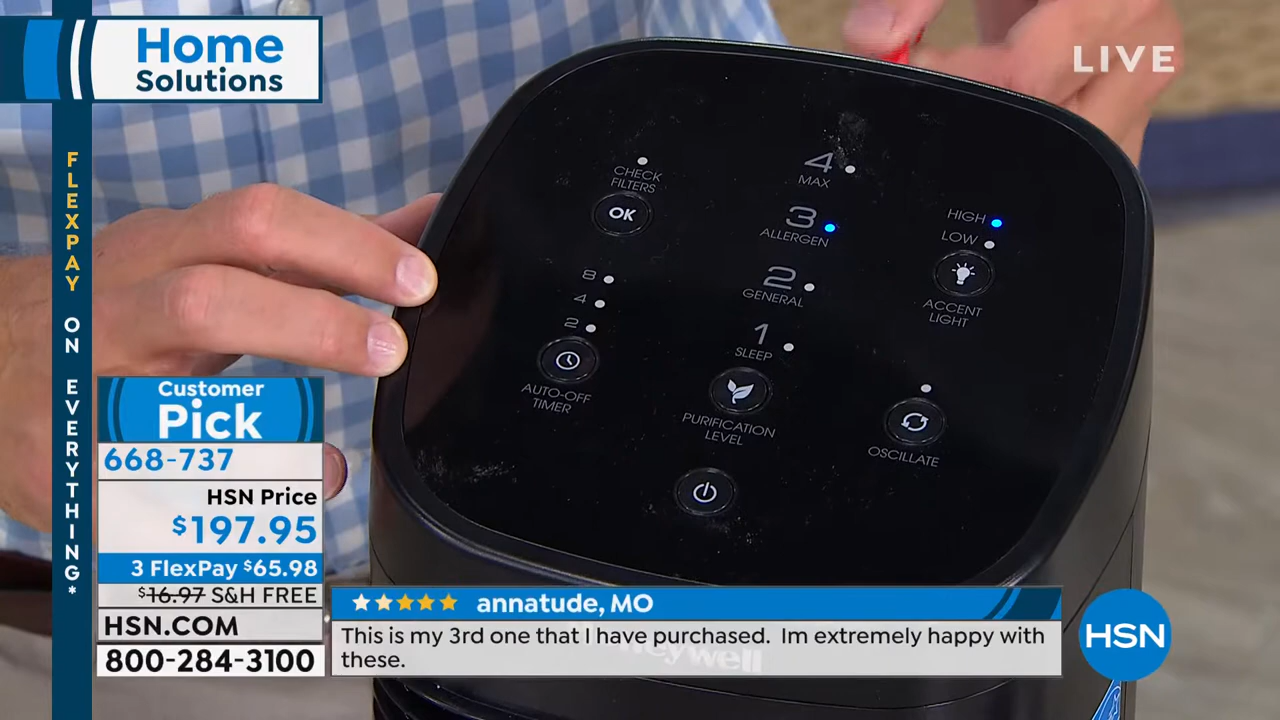 Home
Solutions
LIVE
FLEXPAY ON EVERYTHING*
4
MAX
CHECK
FILTERS
OK
3
ALLERGEN
HIGH
LOW
2
GENERAL
ACCENT
LIGHT
8
4
2
1
SLEEP
AUTO-OFF
TIMER
PURIFICATION
LEVEL
OSCILLATE
Customer
Pick
668-737
HSN Price
$197.95
3 FlexPay $65.98
$16.97 S&H FREE
HSN.COM
800-284-3100
annatude, MO
This is my 3rd one that I have purchased.  Im extremely happy with
these.
HSN